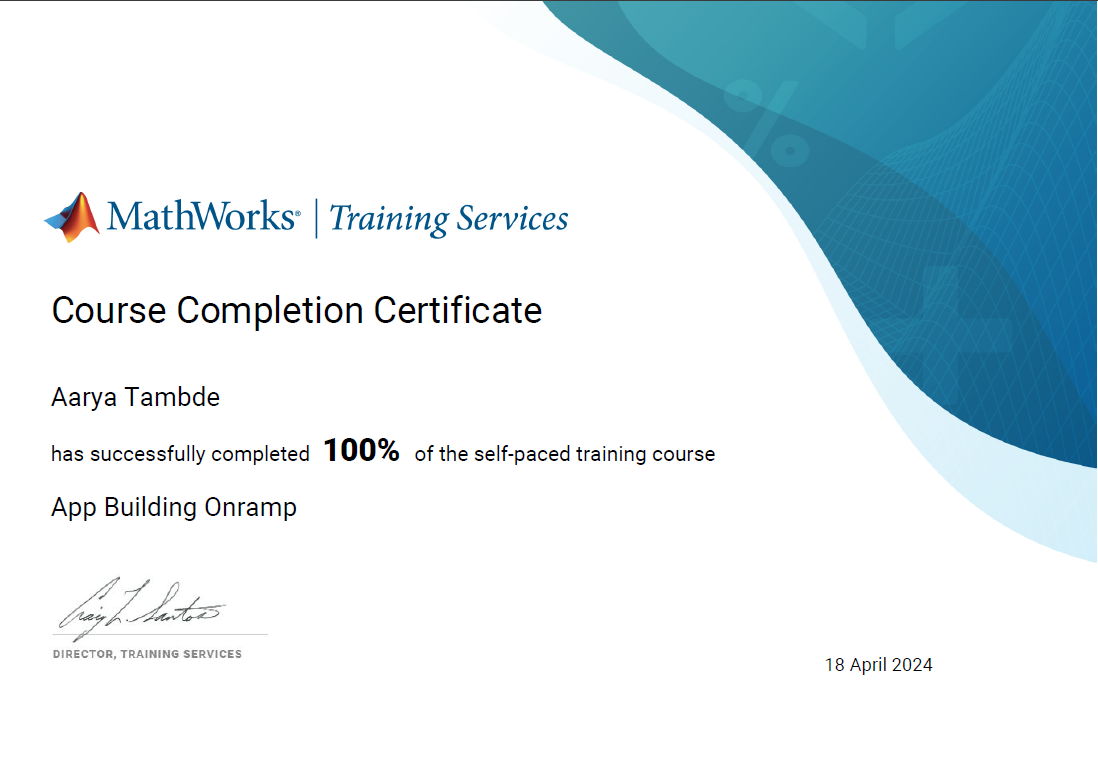 MathWorks® | Training Services
Course Completion Certificate
Aarya Tambde
has successfully completed 100% of the self-paced training course
App Building Onramp
Craig L. Santos
DIRECTOR, TRAINING SERVICES
18 April 2024
%
+